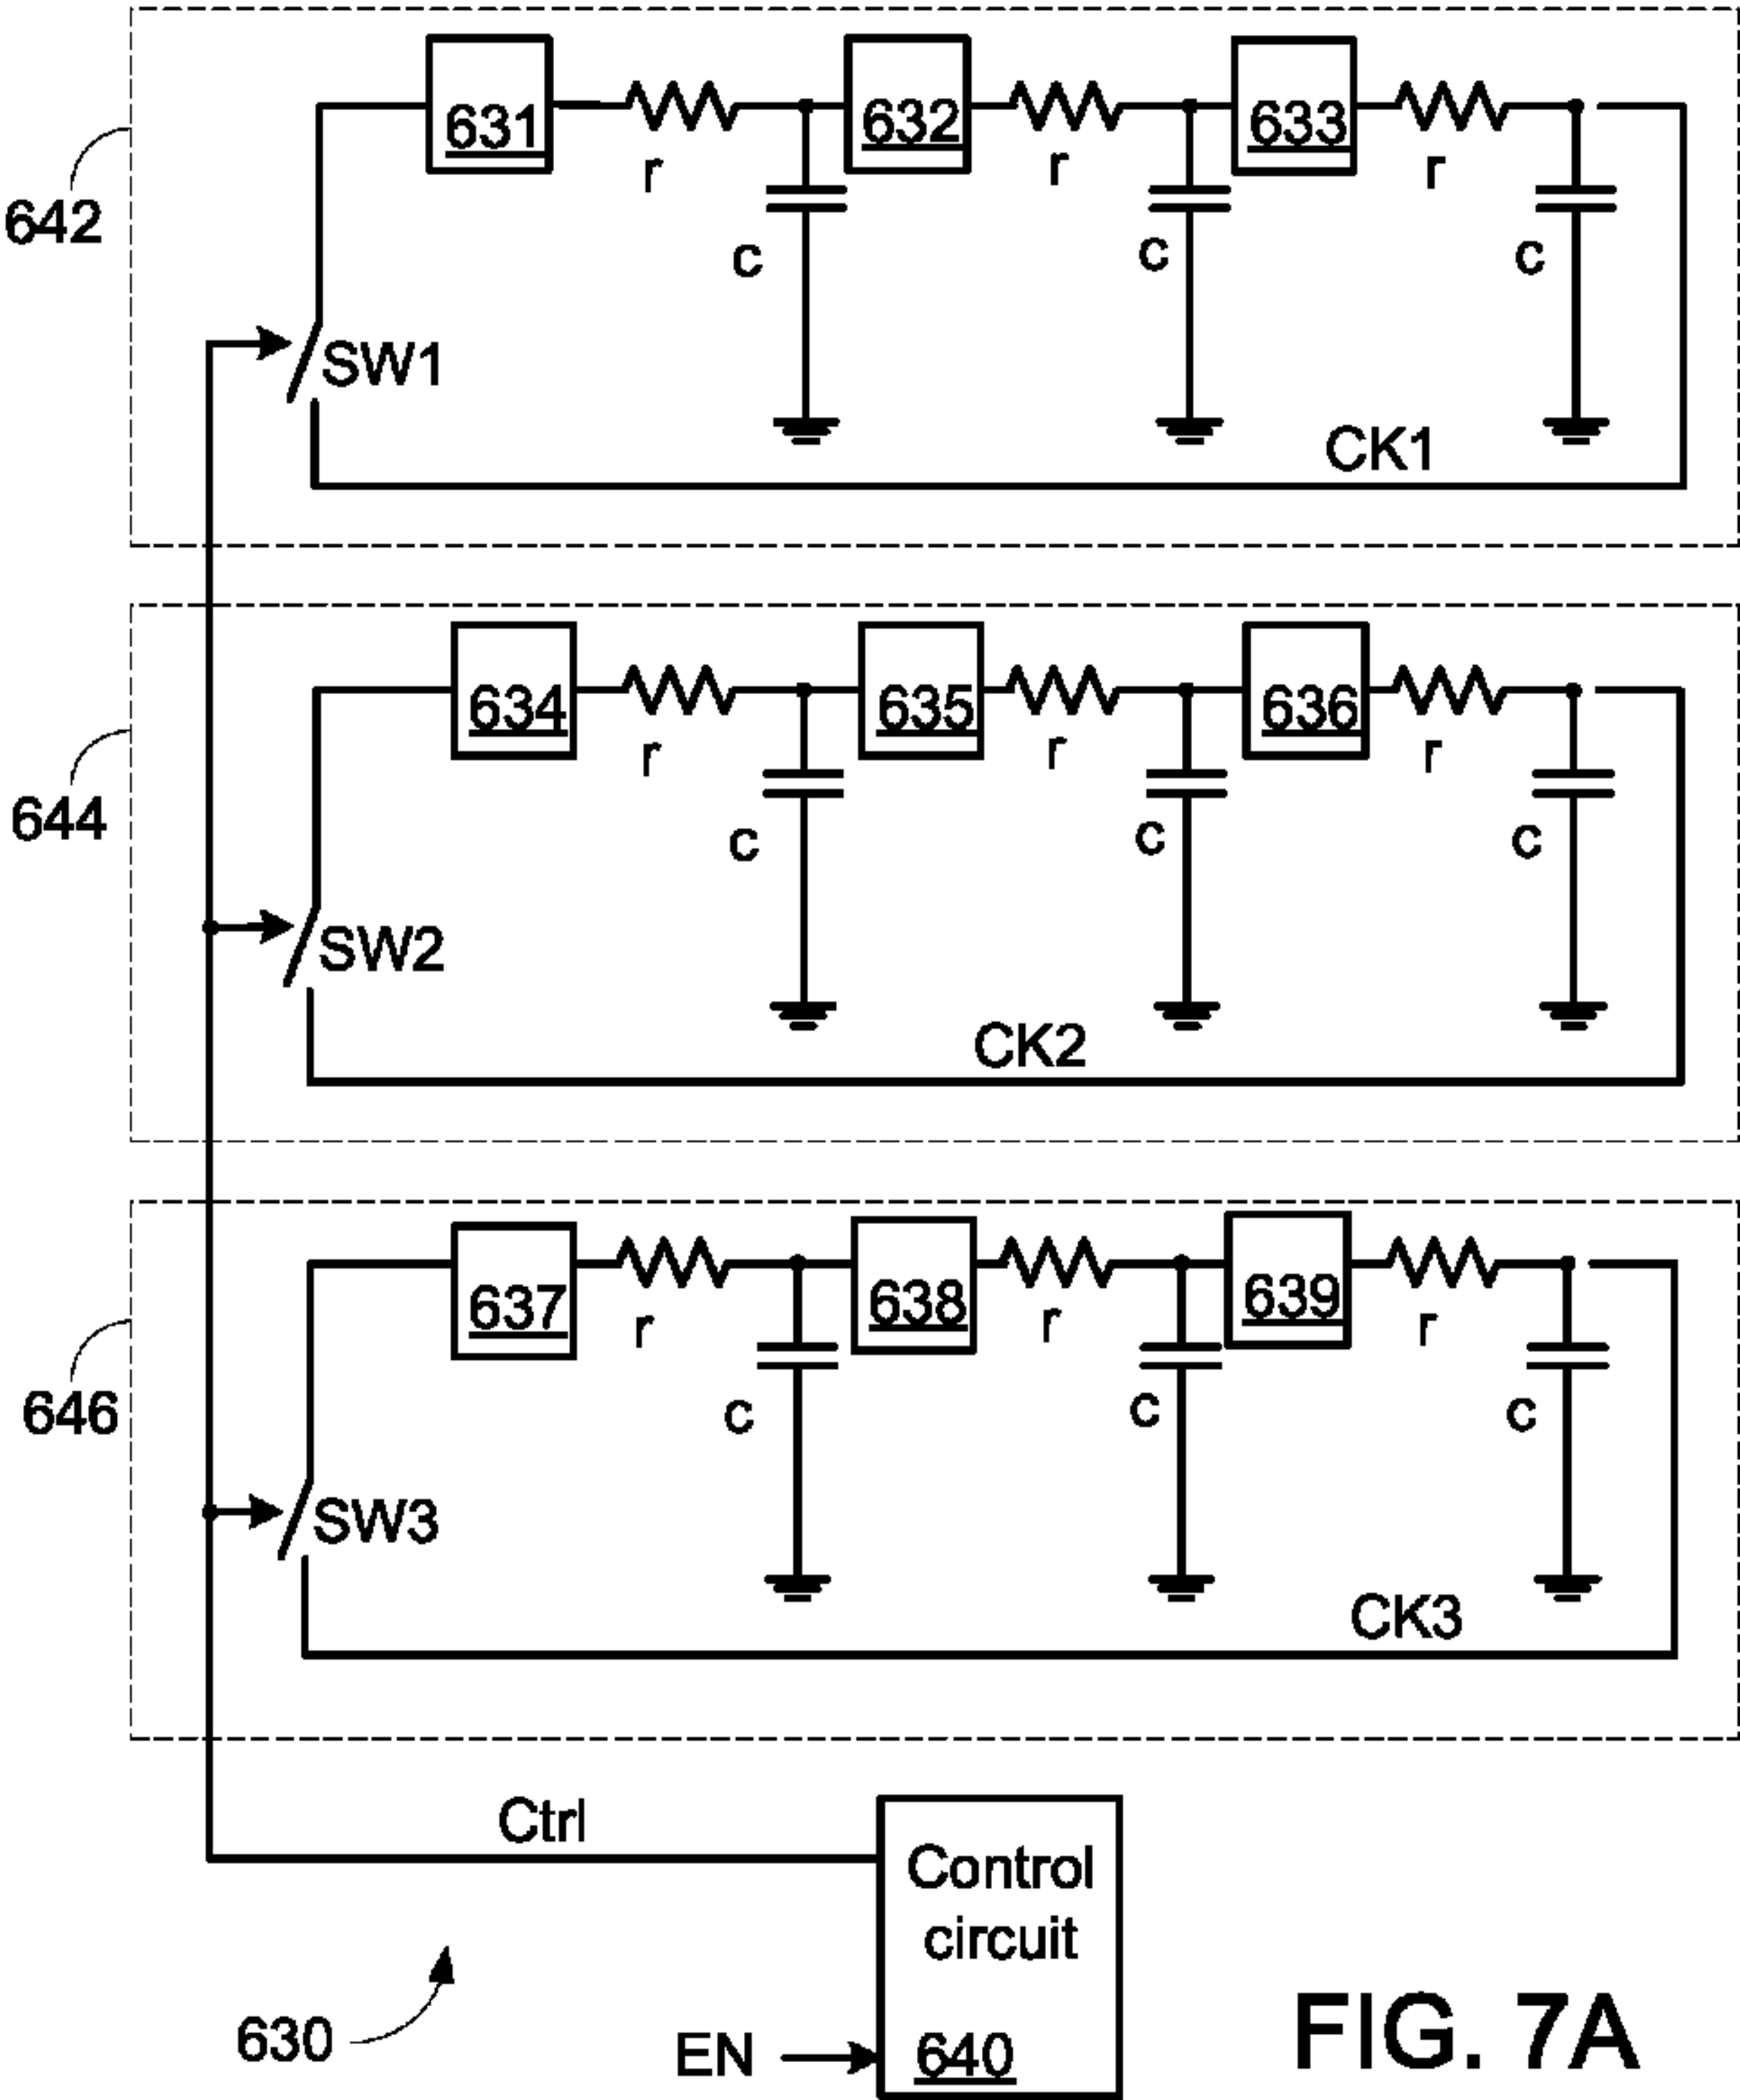 631 632 633
r r r
642
c c c
SW1
CK1
634 635 636
r r r
644
c c c
SW2
CK2
637 638 639
r r r
646
c c c
SW3
CK3
Ctrl
Control
circuit
640
630
EN
FIG. 7A